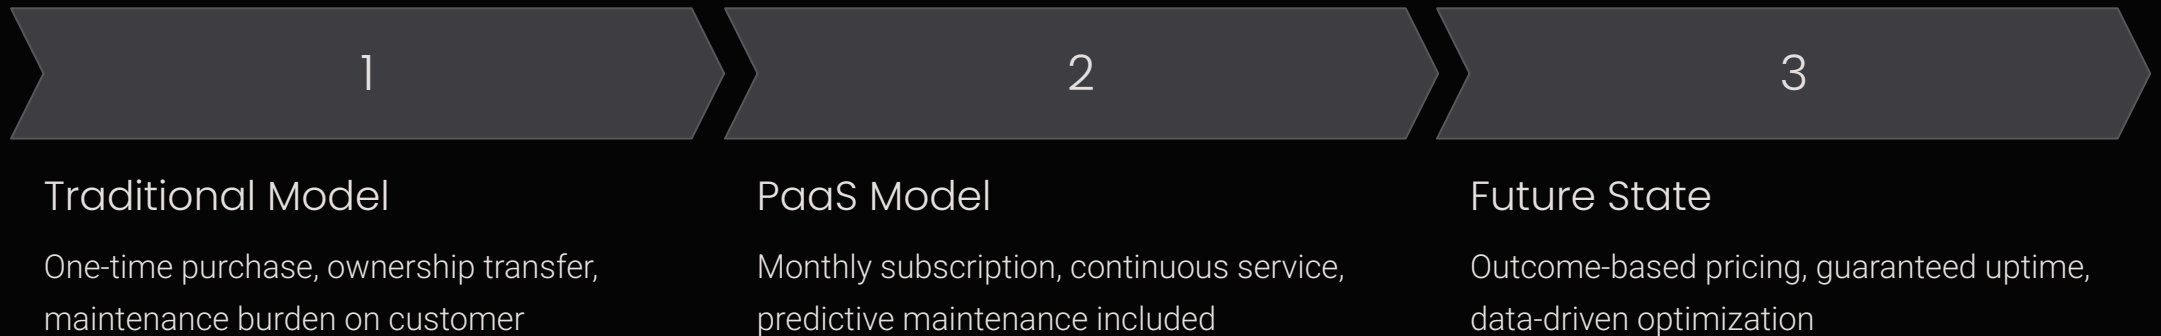 1
Traditional Model
One-time purchase, ownership transfer,
maintenance burden on customer
2
PaaS Model
Monthly subscription, continuous service,
predictive maintenance included
3
Future State
Outcome-based pricing, guaranteed uptime,
data-driven optimization